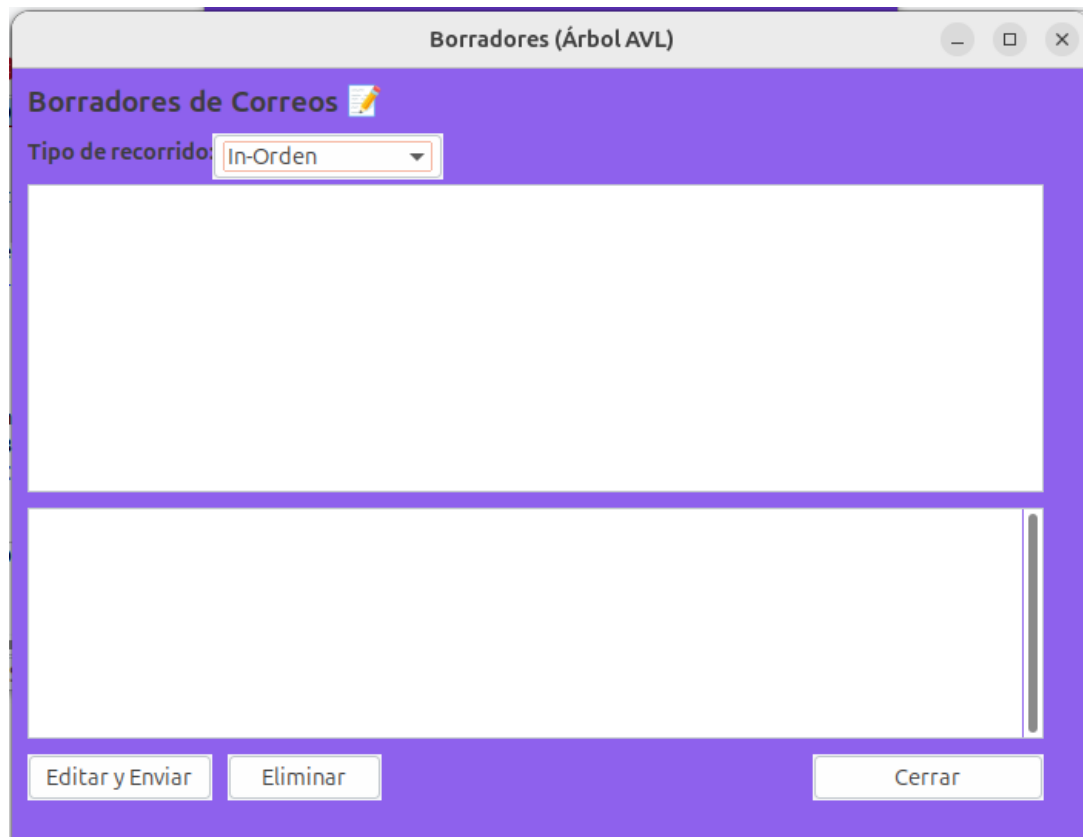 Borradores (Árbol AVL)
Borradores de Correos 📝
Tipo de recorrido: In-Orden
Editar y Enviar Eliminar Cerrar